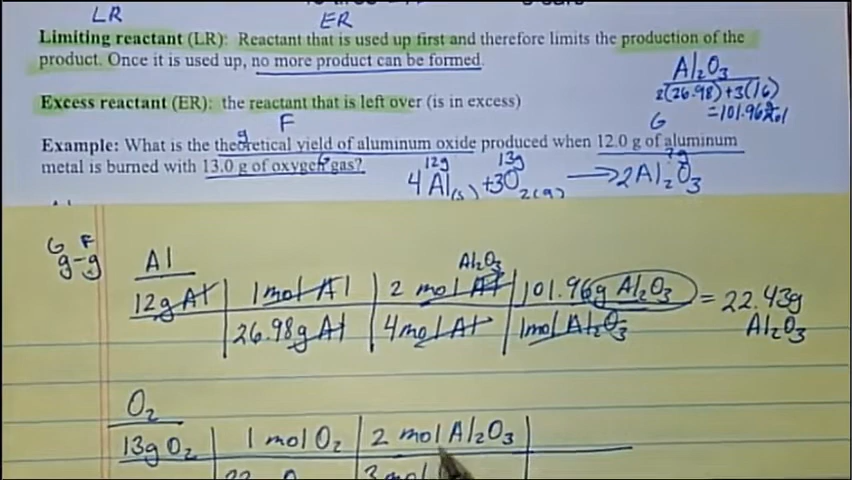 LR ER
Limiting reactant (LR): Reactant that is used up first and therefore limits the production of the
product. Once it is used up, no more product can be formed.
Al₂O₃
2(26.98)+3(16)
=101.96g/mol
Excess reactant (ER): the reactant that is left over (is in excess)
g F G
Example: What is the theoretical yield of aluminum oxide produced when 12.0 g of aluminum
metal is burned with 13.0 g of oxygen gas?
12g 13g ?g
4Al(s) +3O2(g) → 2Al₂O₃
G F
g-g Al
Al₂O₃
12g Al 1mol Al 2 mol 101.96g Al₂O₃ = 22.43g
26.98g Al 4mol Al 1mol Al₂O₃ Al₂O₃
O₂
13g O₂ 1 mol O₂ 2 mol Al₂O₃
3 mol